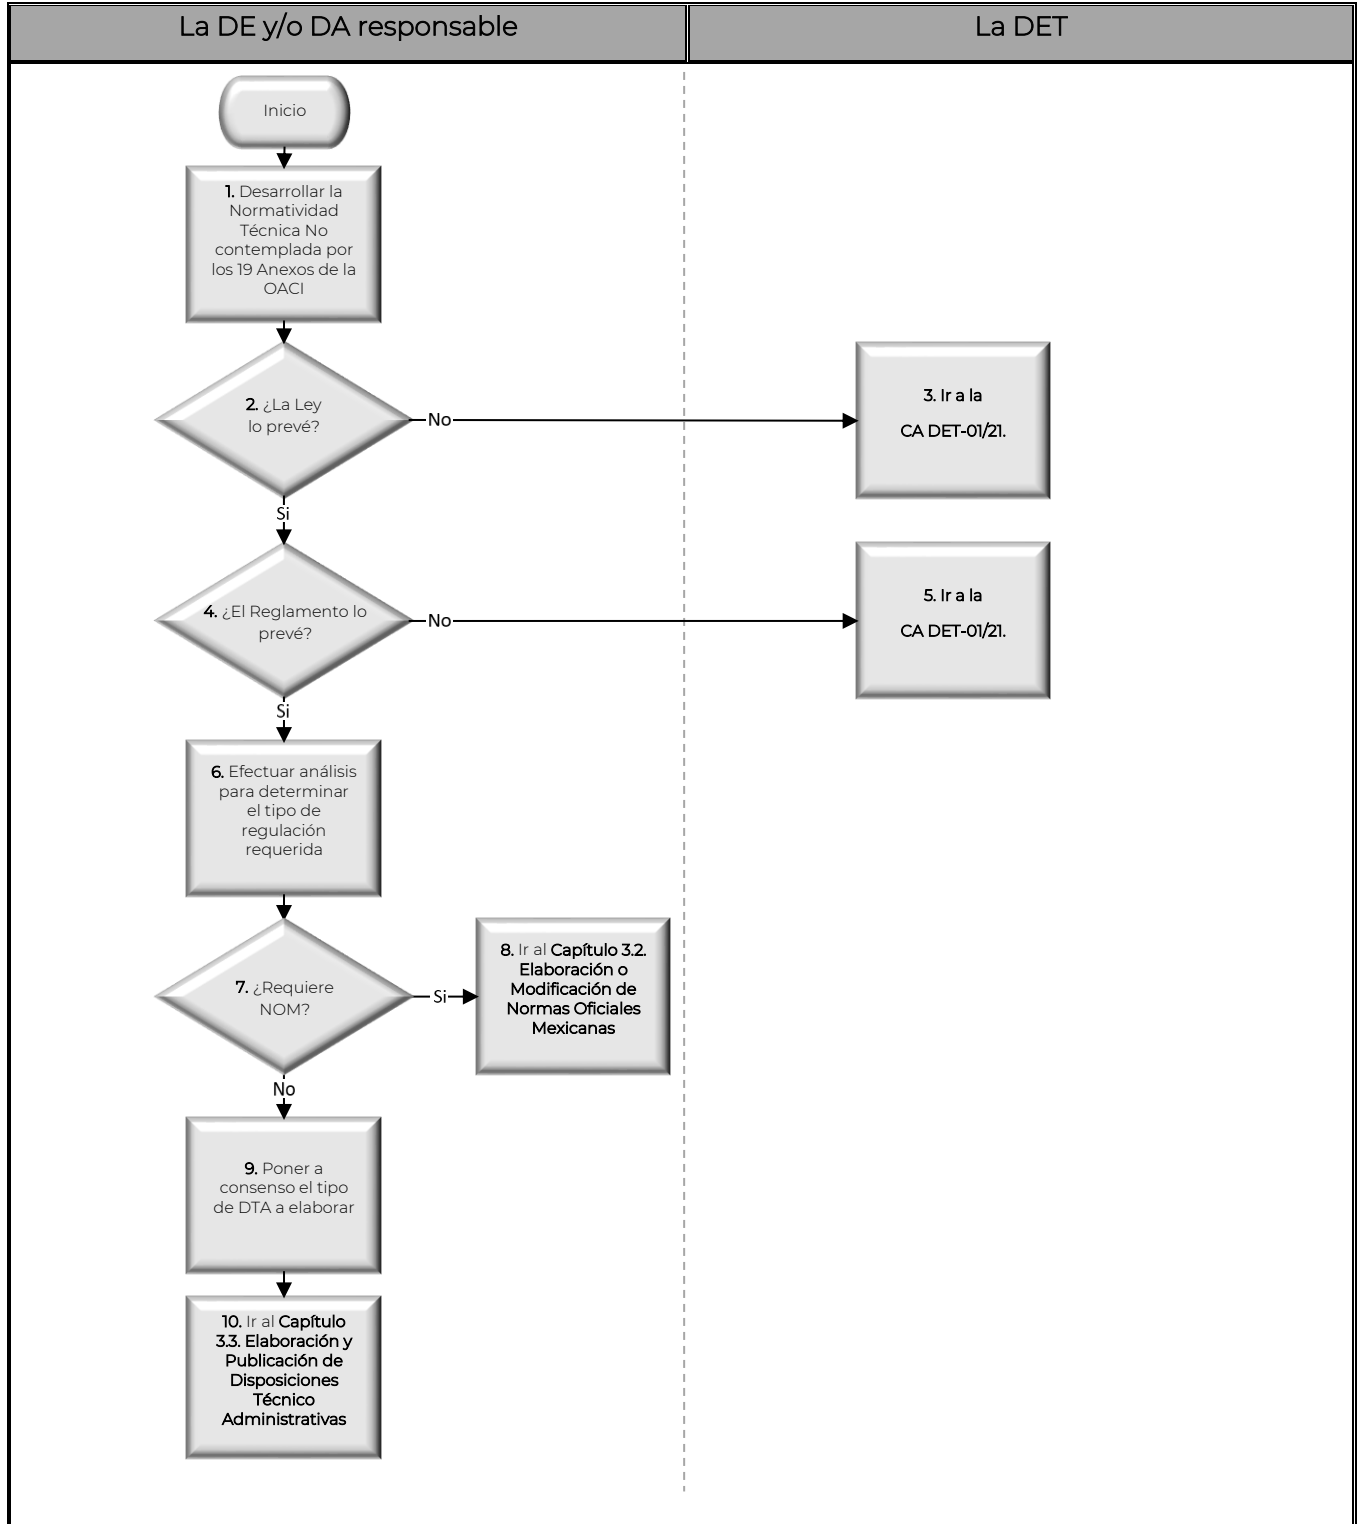 La DE y/o DA responsable
La DET
Inicio
1. Desarrollar la
Normatividad
Técnica No
contemplada por
los 19 Anexos de la
OACI
2. ¿La Ley
lo prevé?
No
3. Ir a la
CA DET-01/21.
Si
4. ¿El Reglamento lo
prevé?
No
5. Ir a la
CA DET-01/21.
Si
6. Efectuar análisis
para determinar
el tipo de
regulación
requerida
7. ¿Requiere
NOM?
Si
8. Ir al Capítulo 3.2.
Elaboración o
Modificación de
Normas Oficiales
Mexicanas
No
9. Poner a
consenso el tipo
de DTA a elaborar
10. Ir al Capítulo
3.3. Elaboración y
Publicación de
Disposiciones
Técnico
Administrativas